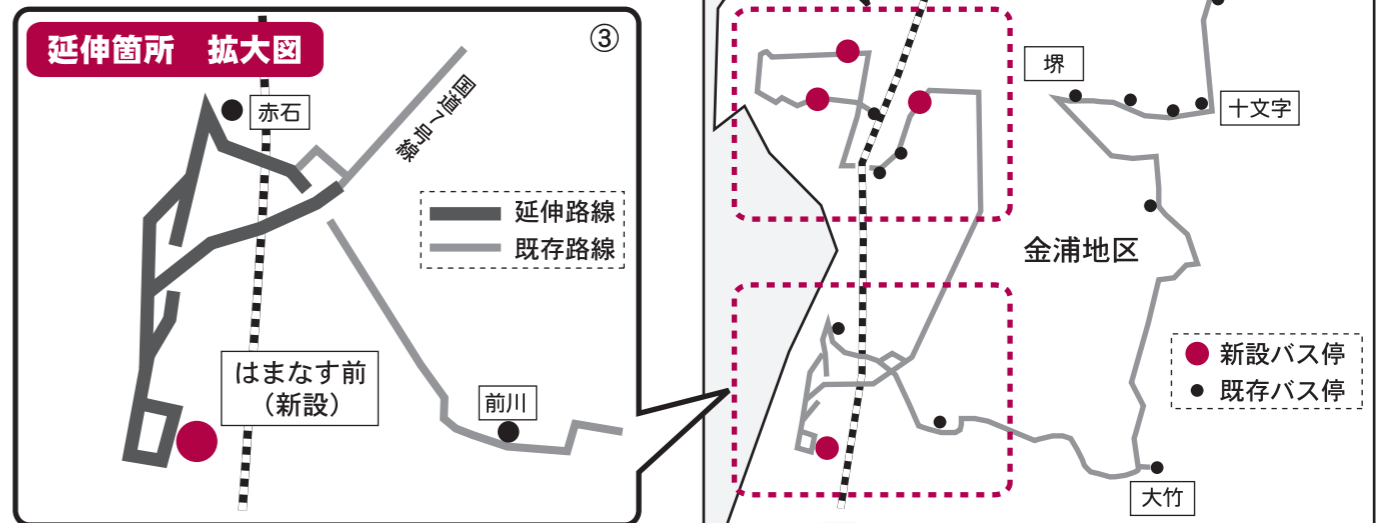 延伸箇所 拡大図
③
赤石
国道7号線
延伸路線
既存路線
はまなす前
（新設）
前川
堺
十文字
金浦地区
新設バス停
既存バス停
大竹